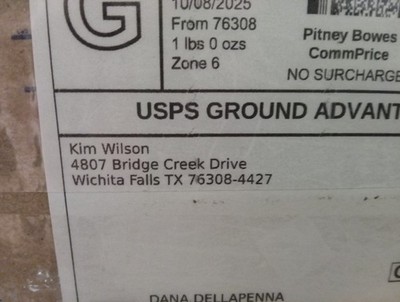 G
10/08/2025
From 76308
1 lbs 0 ozs
Zone 6
Pitney Bowes
CommPrice
NO SURCHARGE
USPS GROUND ADVANT
Kim Wilson
4807 Bridge Creek Drive
Wichita Falls TX 76308-4427
DANA DELLAPENNA